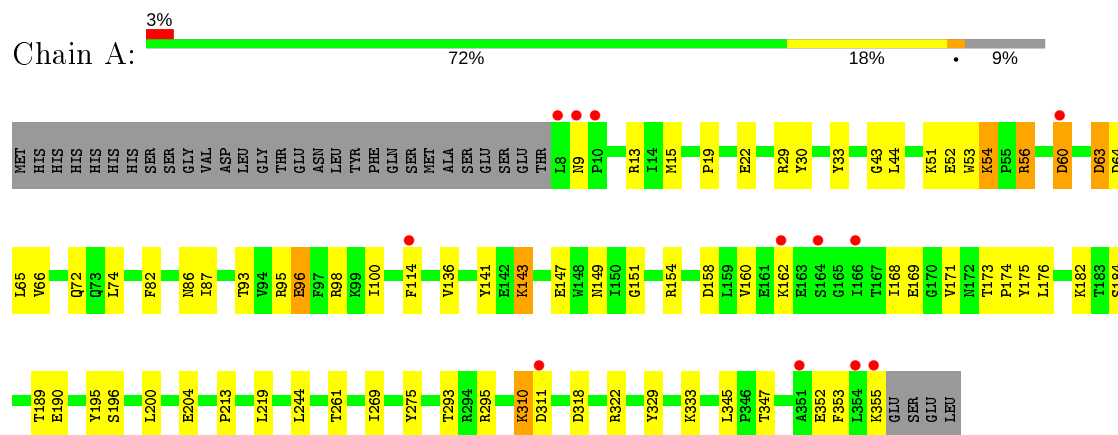 3%
Chain A:
72% 18% • 9%
MET HIS HIS HIS HIS HIS HIS SER SER GLY VAL ASP LEU GLY THR GLU ASN LEU TYR PHE GLN SER MET ALA SER GLU SER GLU THR L8 N9 P10 R13 I14 M15 P19 E22 R29 Y30 Y33 G43 L44 K51 E52 W53 K54 P55 R56 D60 D63 D64
L65 V66 Q72 Q73 L74 F82 N86 I87 T93 V94 R95 E96 F97 R98 K99 I100 F114 V136 Y141 E142 K143 E147 W148 N149 I150 G151 R154 D158 L159 V160 E161 K162 E163 S164 G165 I166 T167 I168 E169 G170 V171 N172 T173 P174 Y175 L176 K182 T183 S184
T189 E190 Y195 S196 L200 E204 P213 L219 L244 T261 I269 Y275 T293 R294 R295 K310 D311 D318 R322 Y329 K333 L345 P346 T347 A351 E352 F353 L354 K355 GLU SER GLU LEU